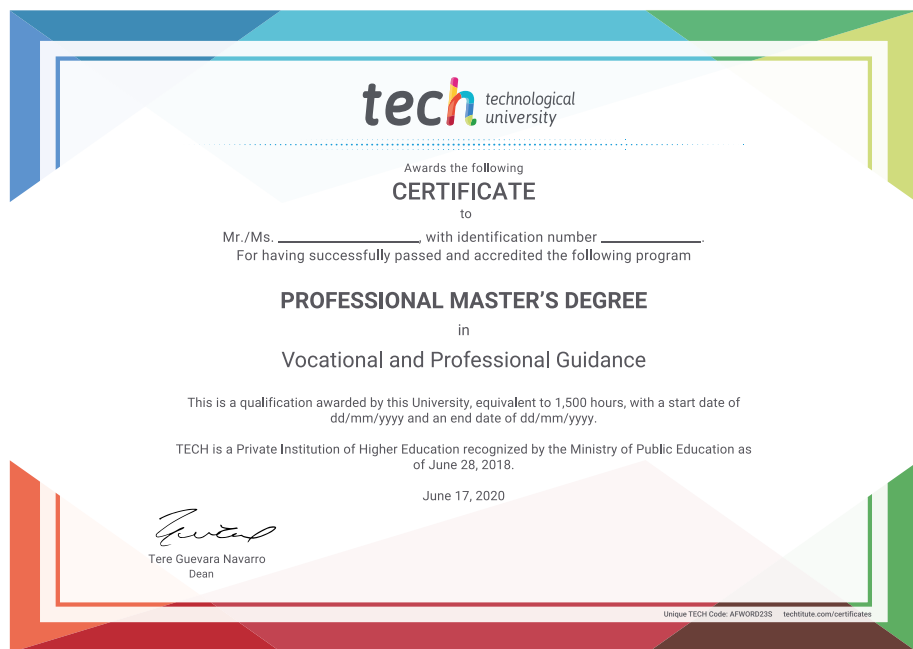 tech technological
university
Awards the following
CERTIFICATE
to
Mr./Ms. ____________________, with identification number ______________.
For having successfully passed and accredited the following program
PROFESSIONAL MASTER'S DEGREE
in
Vocational and Professional Guidance
This is a qualification awarded by this University, equivalent to 1,500 hours, with a start date of
dd/mm/yyyy and an end date of dd/mm/yyyy.
TECH is a Private Institution of Higher Education recognized by the Ministry of Public Education as
of June 28, 2018.
June 17, 2020
Tere Guevara Navarro
Dean
Unique TECH Code: AFWORD23S techtitute.com/certificates